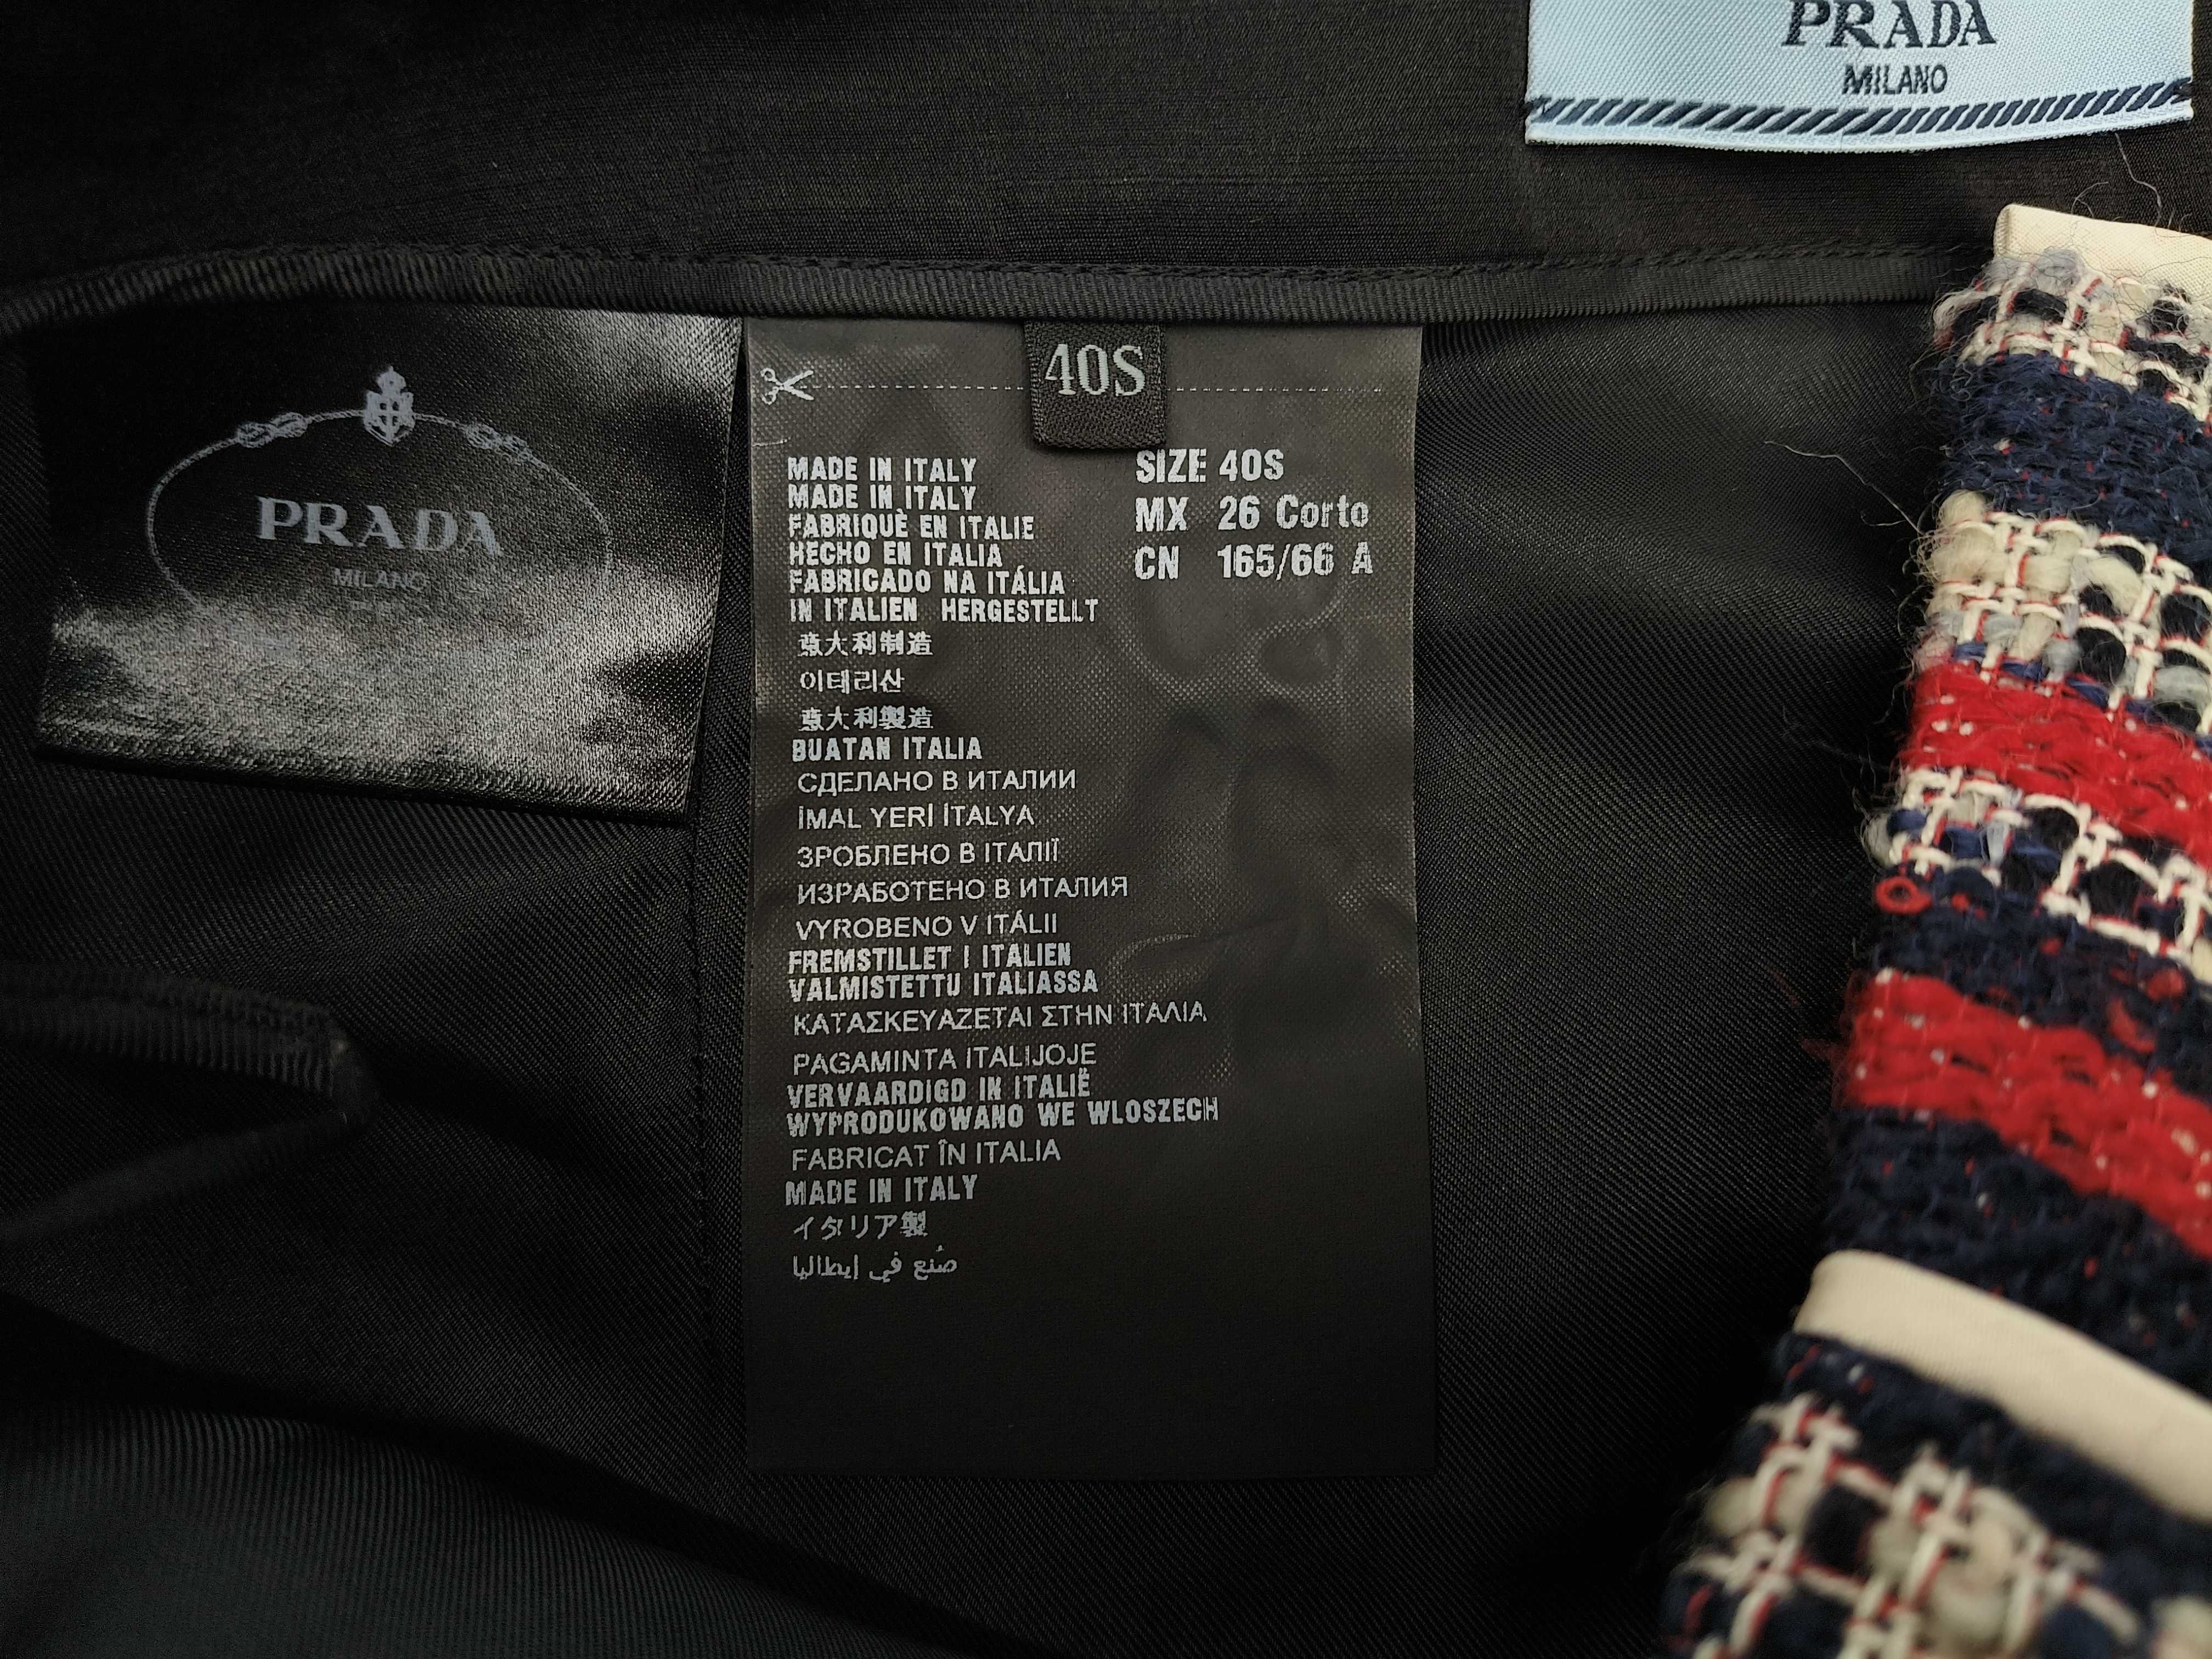 PRADA
MILANO
PRADA
MILANO
40S
MADE IN ITALY
MADE IN ITALY
FABRIQUÈ EN ITALIE
HECHO EN ITALIA
FABRICADO NA ITÁLIA
IN ITALIEN HERGESTELLT
意大利制造
이태리산
意大利製造
BUATAN ITALIA
СДЕЛАНО В ИТАЛИИ
İMAL YERİ İTALYA
ЗРОБЛЕНО В ІТАЛІЇ
ИЗРАБОТЕНО В ИТАЛИЯ
VYROBENO V ITÁLII
FREMSTILLET I ITALIEN
VALMISTETTU ITALIASSA
ΚΑΤΑΣΚΕΥΑΖΕΤΑΙ ΣΤΗΝ ΙΤΑΛΙΑ
PAGAMINTA ITALIJOJE
VERVAARDIGD IN ITALIË
WYPRODUKOWANO WE WLOSZECH
FABRICAT ÎN ITALIA
MADE IN ITALY
イタリア製
صُنع في إيطاليا
SIZE 40S
MX 26 Corto
CN 165/66 A